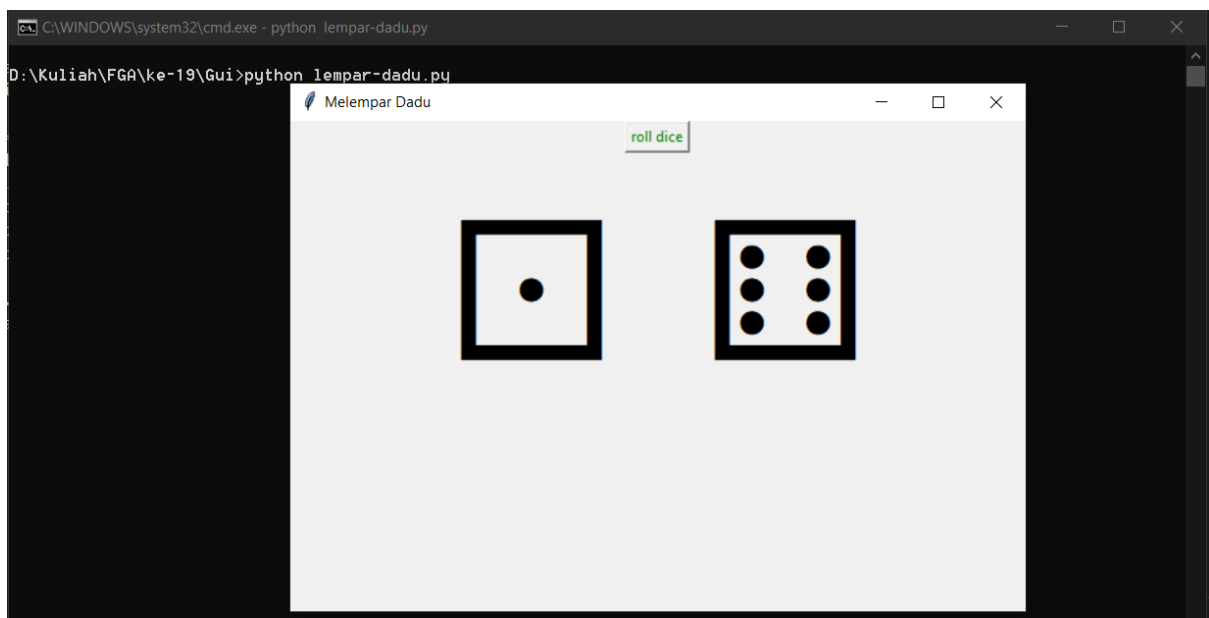 C:\WINDOWS\system32\cmd.exe - python  lempar-dadu.py
D:\Kuliah\FGA\ke-19\Gui>python lempar-dadu.py
Melempar Dadu
roll dice